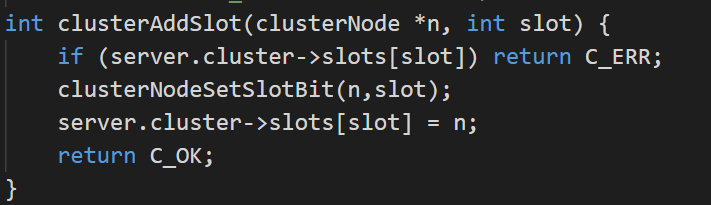 int clusterAddSlot(clusterNode *n, int slot) {
    if (server.cluster->slots[slot]) return C_ERR;
    clusterNodeSetSlotBit(n,slot);
    server.cluster->slots[slot] = n;
    return C_OK;
}